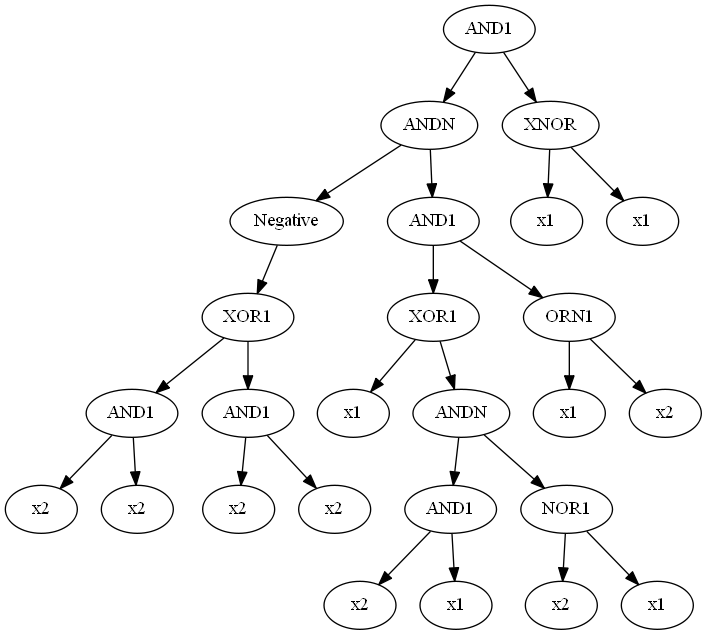 AND1
ANDN
XNOR
Negative
AND1
x1
x1
XOR1
XOR1
ORN1
AND1
AND1
x1
ANDN
x1
x2
x2
x2
x2
x2
AND1
NOR1
x2
x1
x2
x1